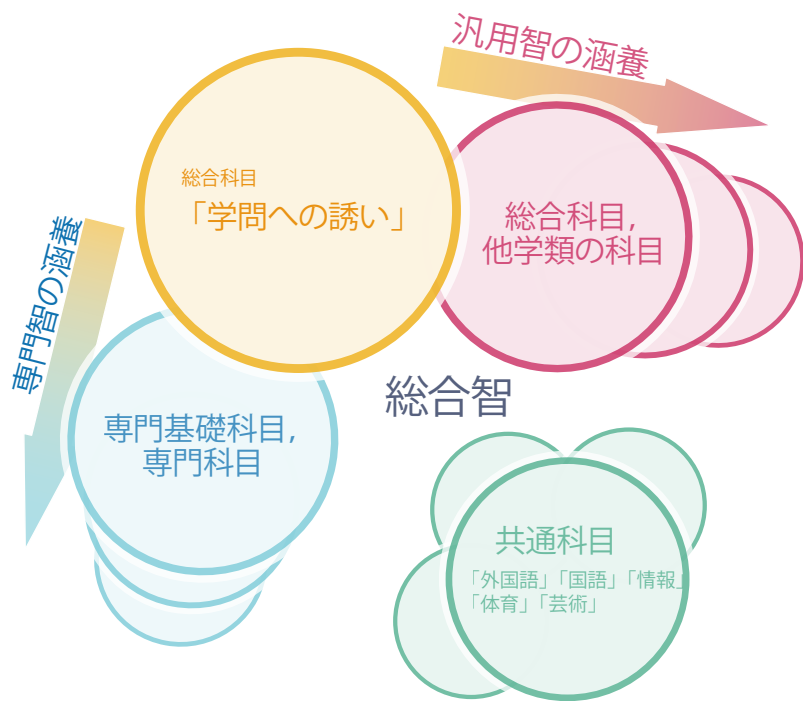 汎用智の涵養
総合科目
「学問への誘い」
総合科目,
他学類の科目
専門智の涵養
総合智
専門基礎科目,
専門科目
共通科目
「外国語」「国語」「情報」
「体育」「芸術」